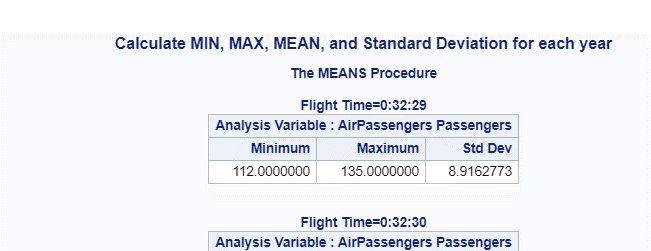 Calculate MIN, MAX, MEAN, and Standard Deviation for each year
The MEANS Procedure
Flight Time=0:32:29
Analysis Variable : AirPassengers Passengers
Minimum Maximum Std Dev
112.0000000 135.0000000 8.9162773
Flight Time=0:32:30
Analysis Variable : AirPassengers Passengers